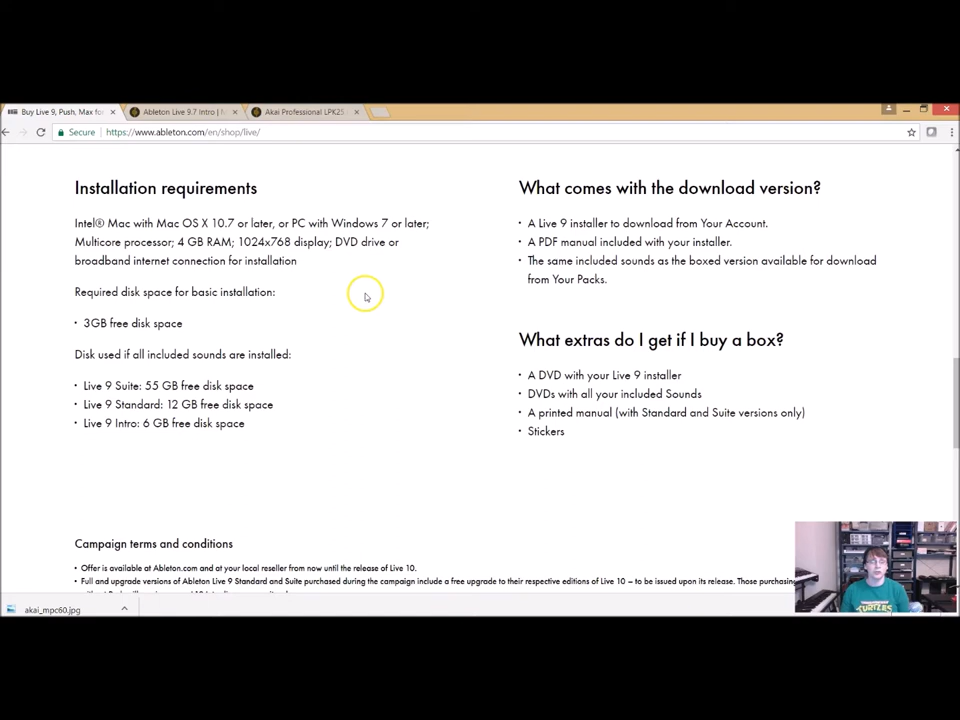 Buy Live 9, Push, Max for
Ableton Live 9.7 Intro | M
Akai Professional LPK25
Secure
https://www.ableton.com/en/shop/live/
Installation requirements
Intel® Mac with Mac OS X 10.7 or later, or PC with Windows 7 or later;
Multicore processor; 4 GB RAM; 1024x768 display; DVD drive or
broadband internet connection for installation
Required disk space for basic installation:
• 3GB free disk space
Disk used if all included sounds are installed:
• Live 9 Suite: 55 GB free disk space
• Live 9 Standard: 12 GB free disk space
• Live 9 Intro: 6 GB free disk space
What comes with the download version?
• A Live 9 installer to download from Your Account.
• A PDF manual included with your installer.
• The same included sounds as the boxed version available for download
from Your Packs.
What extras do I get if I buy a box?
• A DVD with your Live 9 installer
• DVDs with all your included Sounds
• A printed manual (with Standard and Suite versions only)
• Stickers
Campaign terms and conditions
• Offer is available at Ableton.com and at your local reseller from now until the release of Live 10.
• Full and upgrade versions of Ableton Live 9 Standard and Suite purchased during the campaign include a free upgrade to their respective editions of Live 10 – to be issued upon its release. Those purchasing
akai_mpc60.jpg
TURTLES